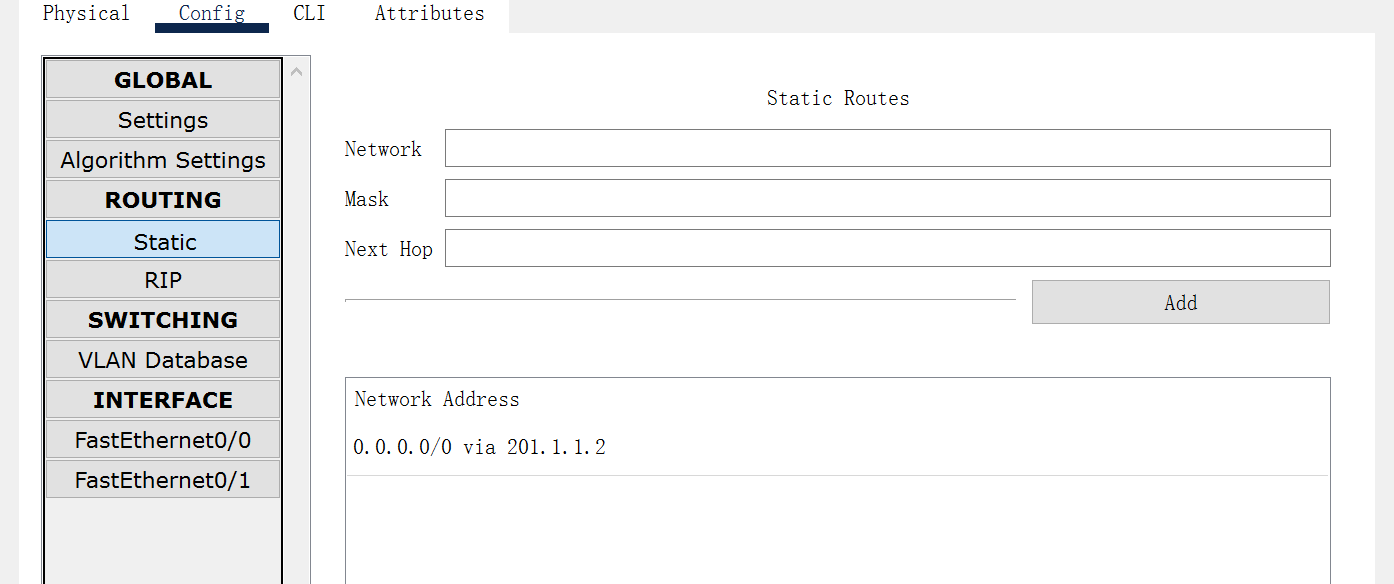 Physical Config CLI Attributes
GLOBAL
Settings
Algorithm Settings
ROUTING
Static
RIP
SWITCHING
VLAN Database
INTERFACE
FastEthernet0/0
FastEthernet0/1
Static Routes
Network
Mask
Next Hop
Add
Network Address
0.0.0.0/0 via 201.1.1.2